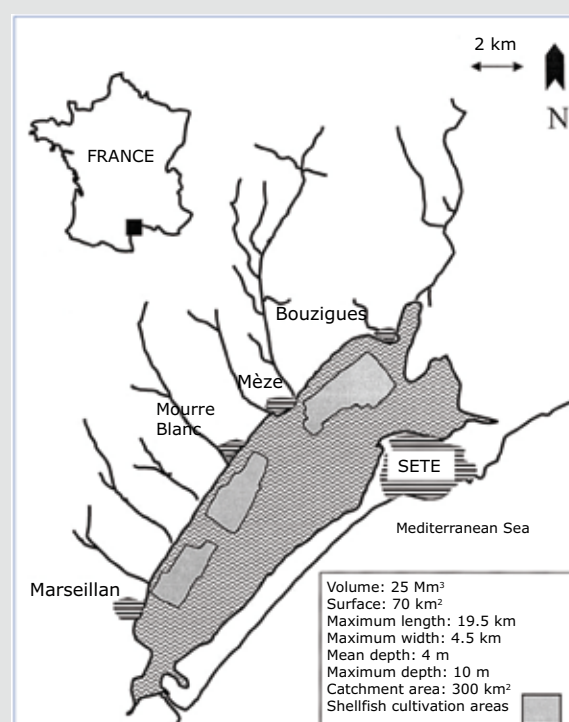 2 km
N
FRANCE
Bouzigues
Mèze
Mourre
Blanc
SETE
Mediterranean Sea
Marseillan
Volume: 25 Mm³
Surface: 70 km²
Maximum length: 19.5 km
Maximum width: 4.5 km
Mean depth: 4 m
Maximum depth: 10 m
Catchment area: 300 km²
Shellfish cultivation areas